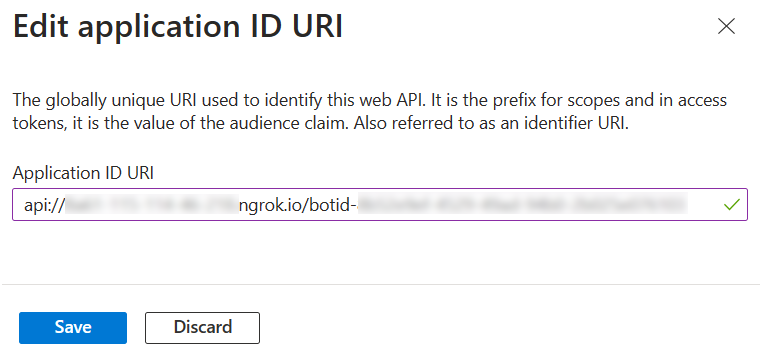 Edit application ID URI
The globally unique URI used to identify this web API. It is the prefix for scopes and in access
tokens, it is the value of the audience claim. Also referred to as an identifier URI.
Application ID URI
api:// ngrok.io/botid-
Save Discard